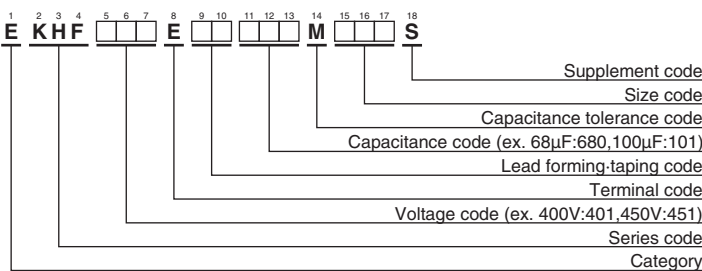 1 2 3 4 5 6 7 8 9 10 11 12 13 14 15 16 17 18
E KHF E M S
Supplement code
Size code
Capacitance tolerance code
Capacitance code (ex. 68μF:680,100μF:101)
Lead forming·taping code
Terminal code
Voltage code (ex. 400V:401,450V:451)
Series code
Category